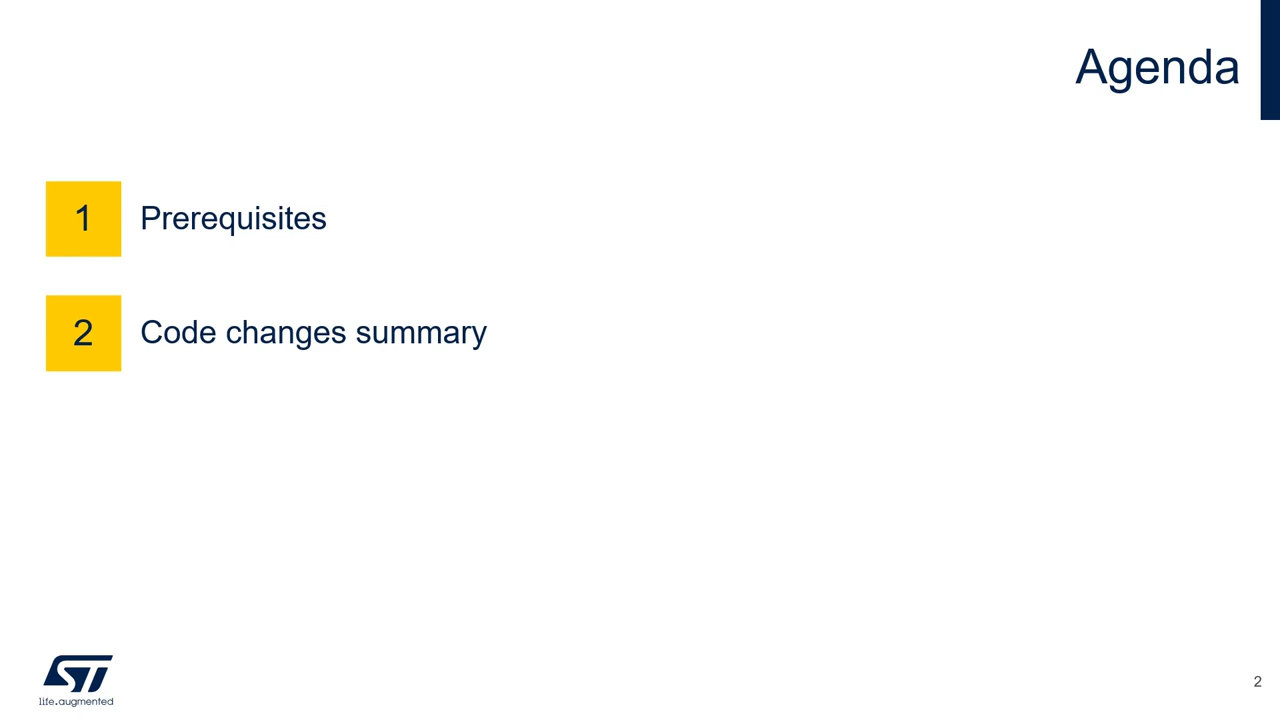 Agenda
1 Prerequisites
2 Code changes summary
ST
life.augmented
2